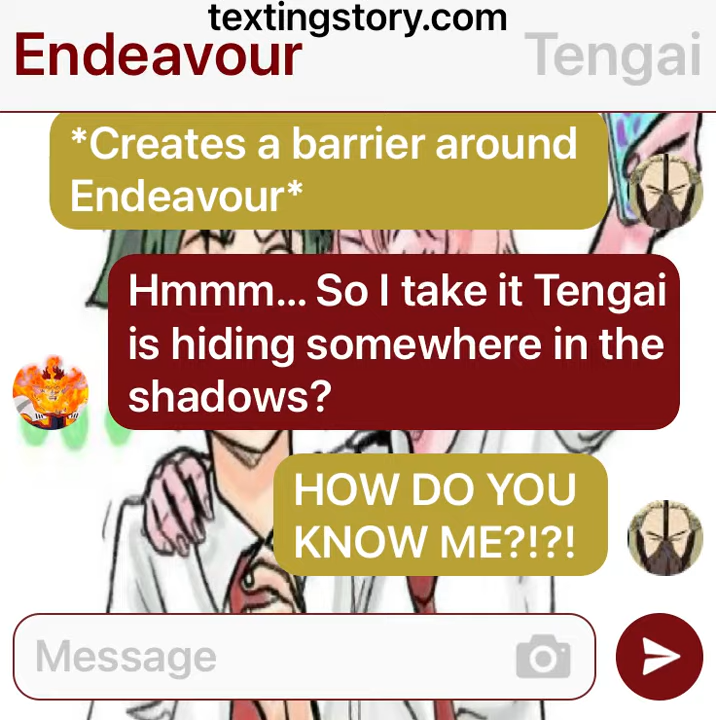 textingstory.com
Endeavour
Tengai
*Creates a barrier around
Endeavour*
Hmmm... So I take it Tengai
is hiding somewhere in the
shadows?
HOW DO YOU
KNOW ME?!?!
Message